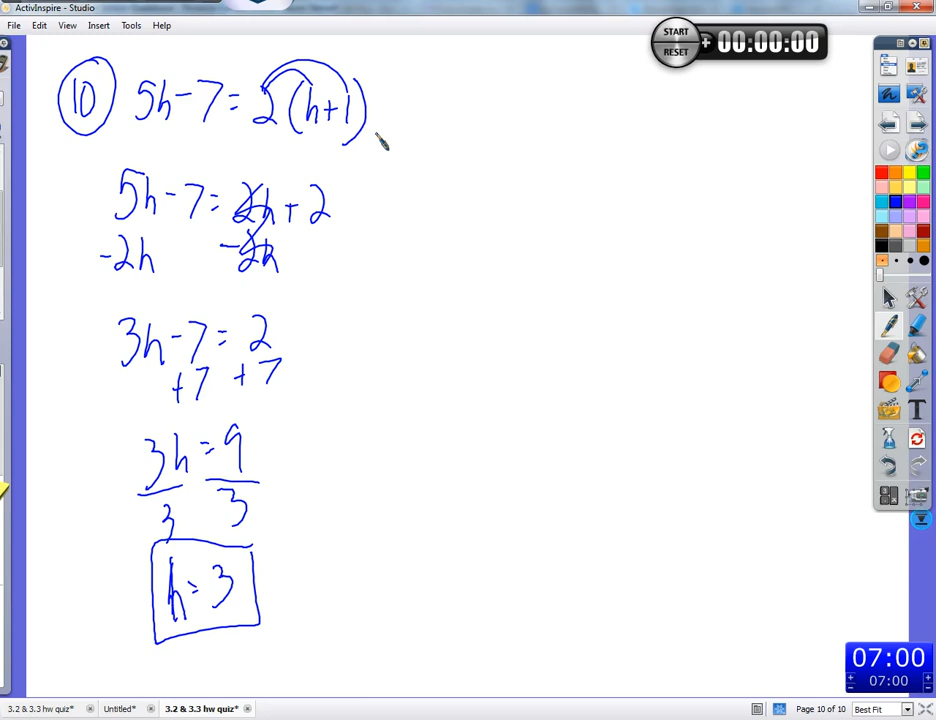 ActivInspire - Studio
File Edit View Insert Tools Help
START
RESET
+ 00:00:00
10 5h - 7 = 2(h + 1)
5h - 7 = 2h + 2
-2h - 2h
3h - 7 = 2
+7 +7
3h = 9
3 3
h = 3
T
07:00
+ 07:00 +
3.2 & 3.3 hw quiz* Untitled* 3.2 & 3.3 hw quiz* Page 10 of 10 Best Fit